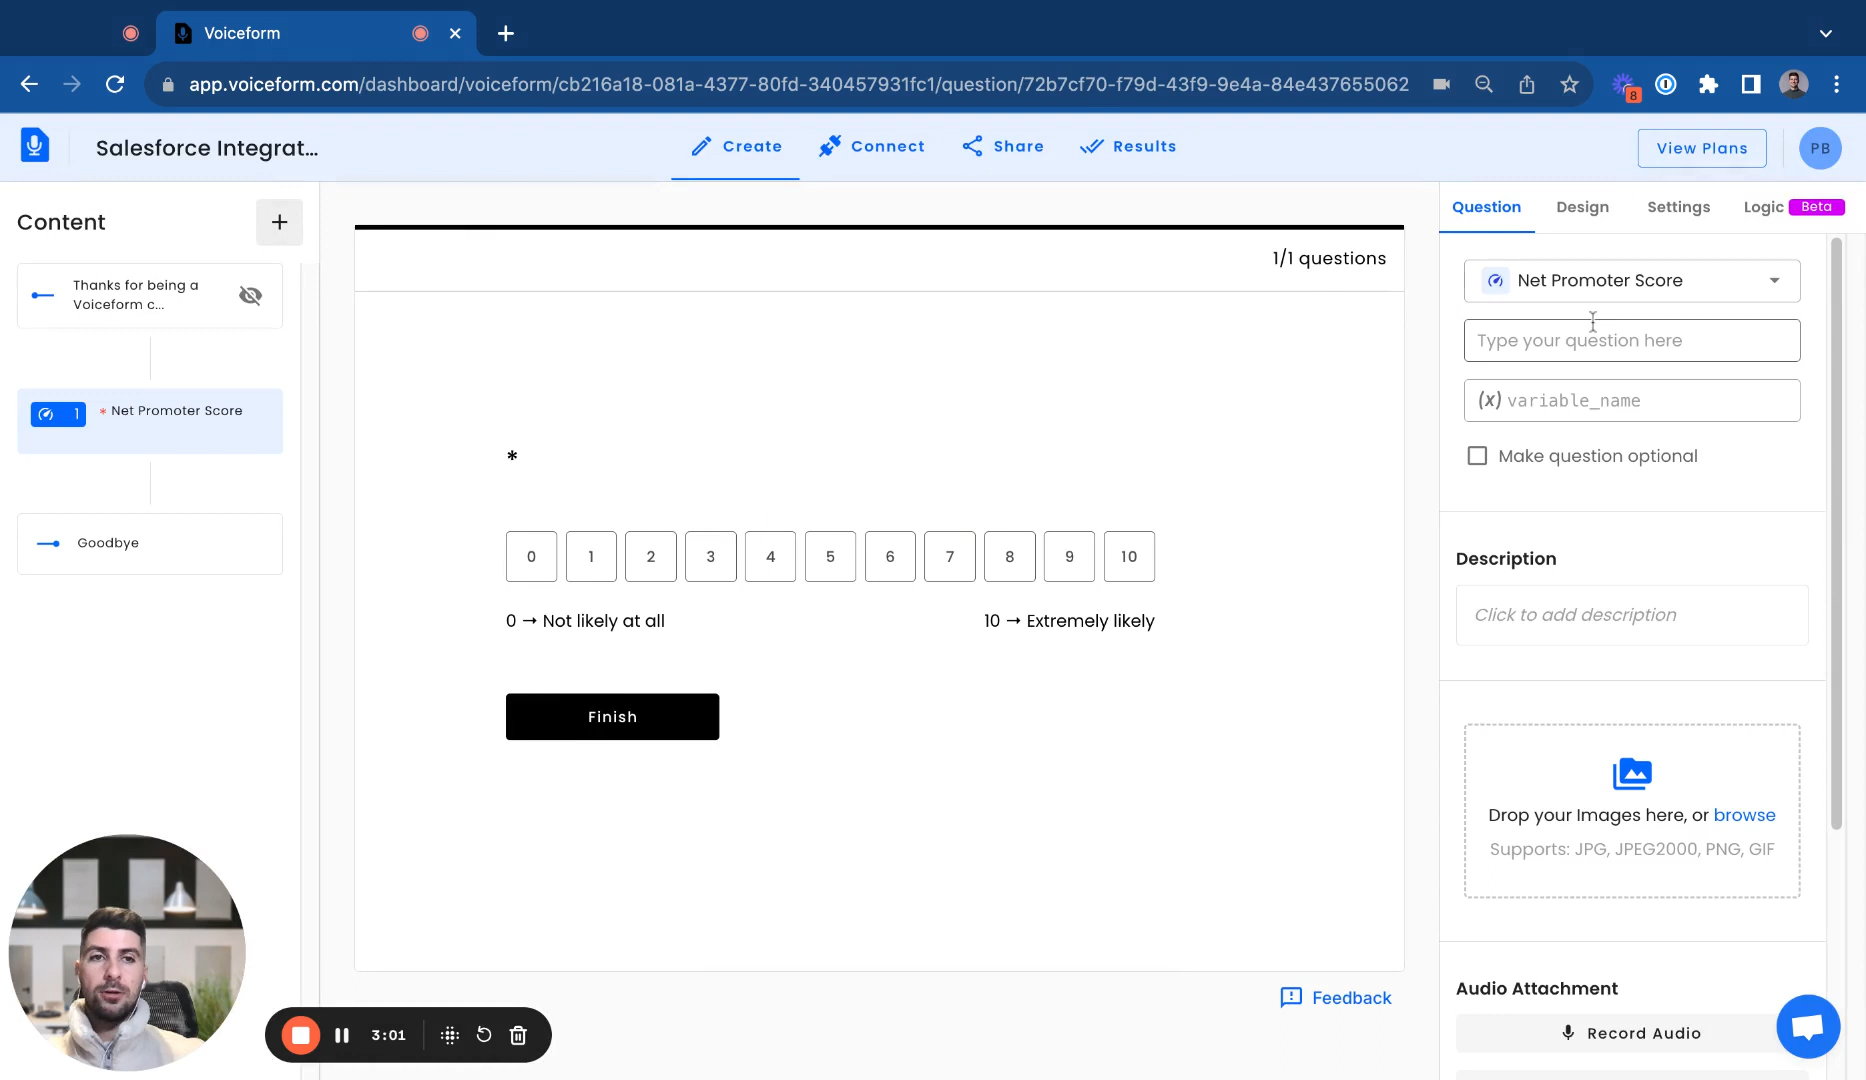 Voiceform
app.voiceform.com/dashboard/voiceform/cb216a18-081a-4377-80fd-340457931fc1/question/72b7cf70-f79d-43f9-9e4a-84e437655062
8
Salesforce Integrat...
Create
Connect
Share
Results
View Plans
PB
Content
+
Thanks for being a
Voiceform c...
1
* Net Promoter Score
Goodbye
1/1 questions
*
0 1 2 3 4 5 6 7 8 9 10
0 → Not likely at all
10 → Extremely likely
Finish
Feedback
3:01
Question
Design
Settings
Logic Beta
Net Promoter Score
Type your question here
(x) variable_name
Make question optional
Description
Click to add description
Drop your Images here, or browse
Supports: JPG, JPEG2000, PNG, GIF
Audio Attachment
Record Audio